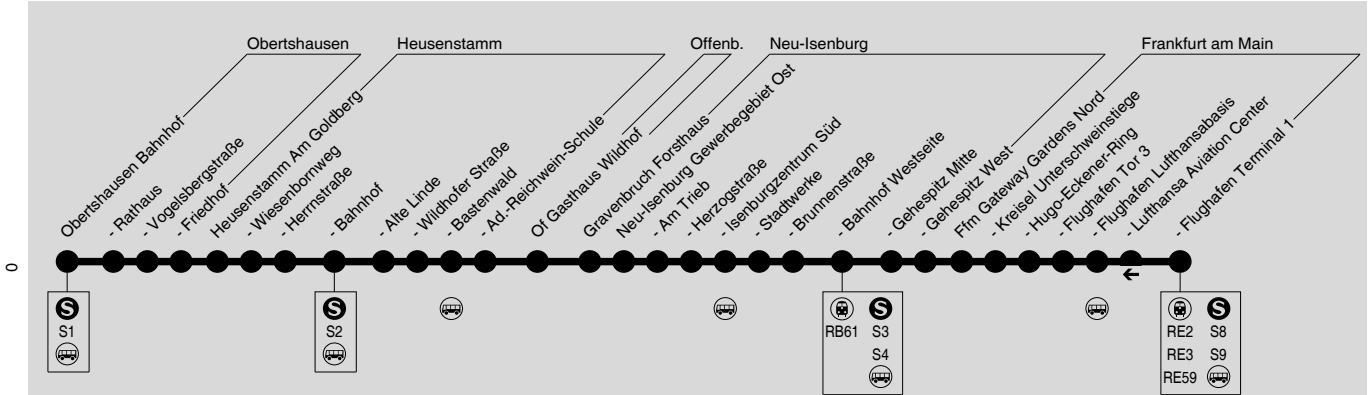 Obertshausen
Heusenstamm
Offenb.
Neu-Isenburg
Frankfurt am Main
Obertshausen Bahnhof
- Rathaus
- Vogelsbergstraße
- Friedhof
Heusenstamm Am Goldberg
- Wiesenbornweg
- Herrnstraße
- Bahnhof
- Alte Linde
- Wildhofer Straße
- Bastenwald
- Ad.-Reichwein-Schule
Of Gasthaus Wildhof
Gravenbruch Forsthaus
Neu-Isenburg Gewerbegebiet Ost
- Am Trieb
- Herzogstraße
- Isenburgzentrum Süd
- Stadtwerke
- Brunnenstraße
- Bahnhof Westseite
- Gehespitz Mitte
- Gehespitz West
Ffm Gateway Gardens Nord
- Kreisel Unterschweinstiege
- Hugo-Eckener-Ring
- Flughafen Tor 3
- Flughafen Lufthansabasis
- Lufthansa Aviation Center
- Flughafen Terminal 1
0
S
S1
S
S2
S
RB61 S3
S4
S
RE2 S8
RE3 S9
RE59